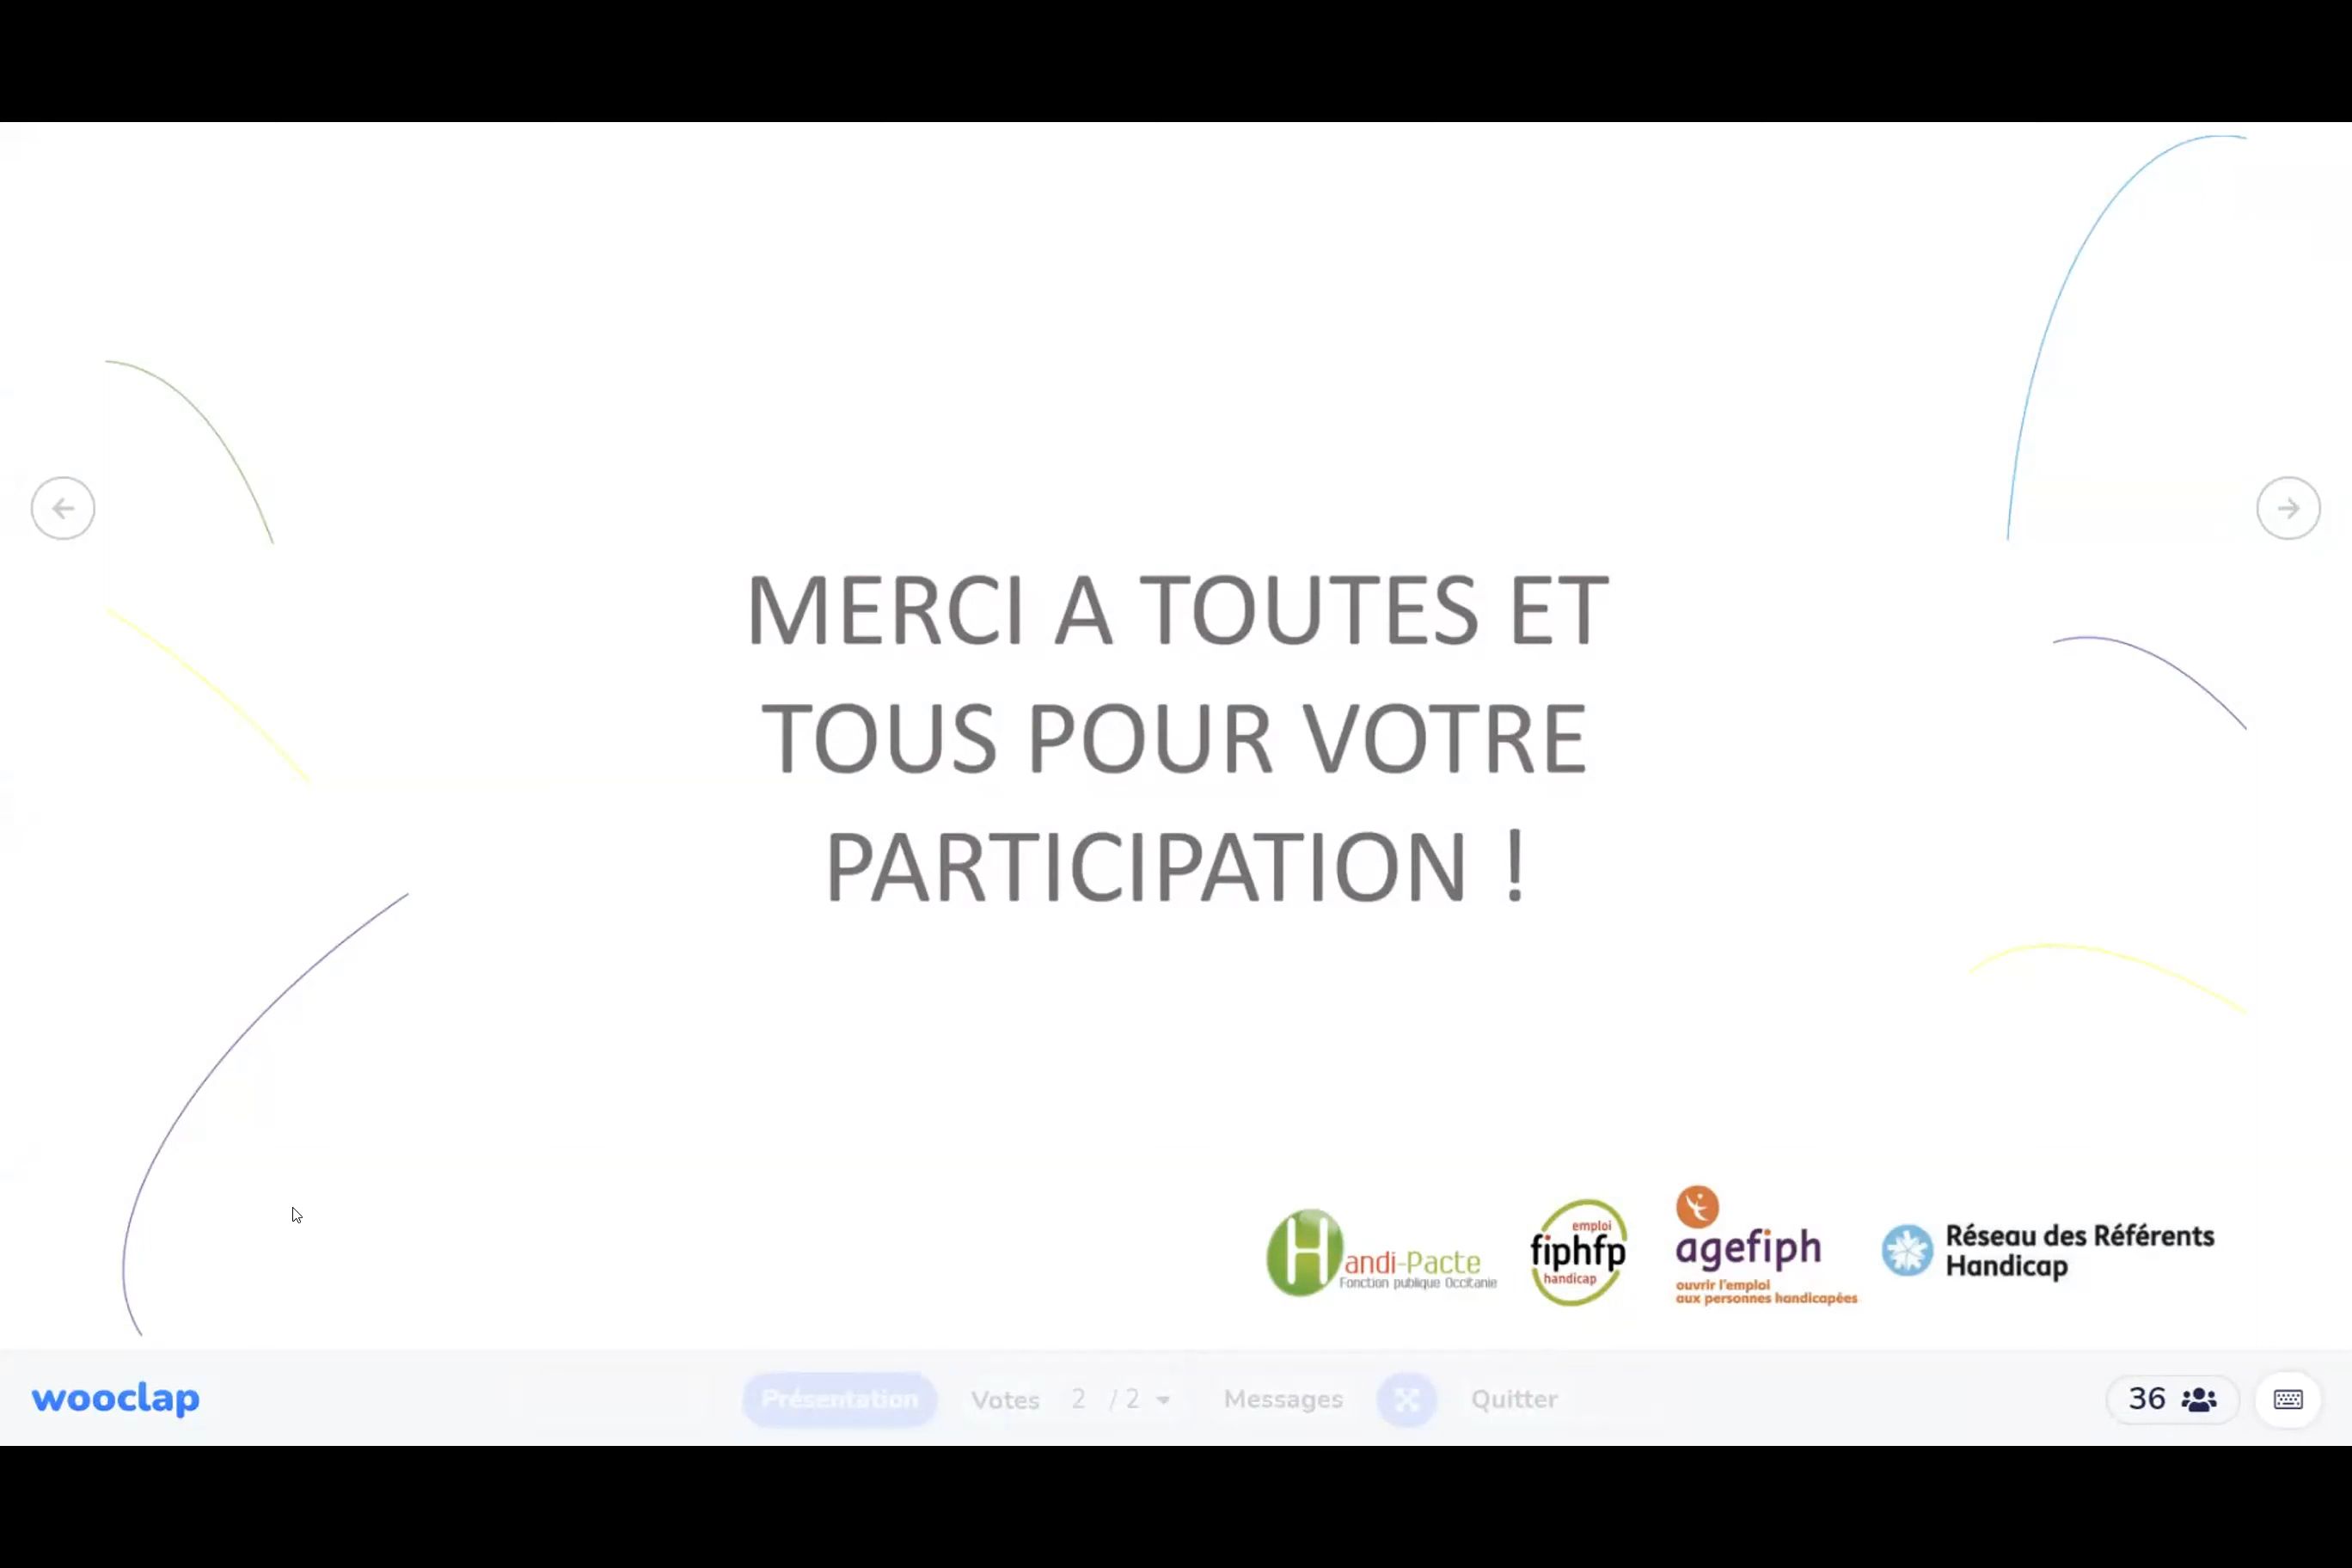 MERCI A TOUTES ET
TOUS POUR VOTRE
PARTICIPATION !
Handi-Pacte
Fonction publique Occitanie
emploi
fiphfp
handicap
agefiph
ouvrir l'emploi
aux personnes handicapées
Réseau des Référents
Handicap
wooclap
Présentation
Votes 2 / 2
Messages
Quitter
36